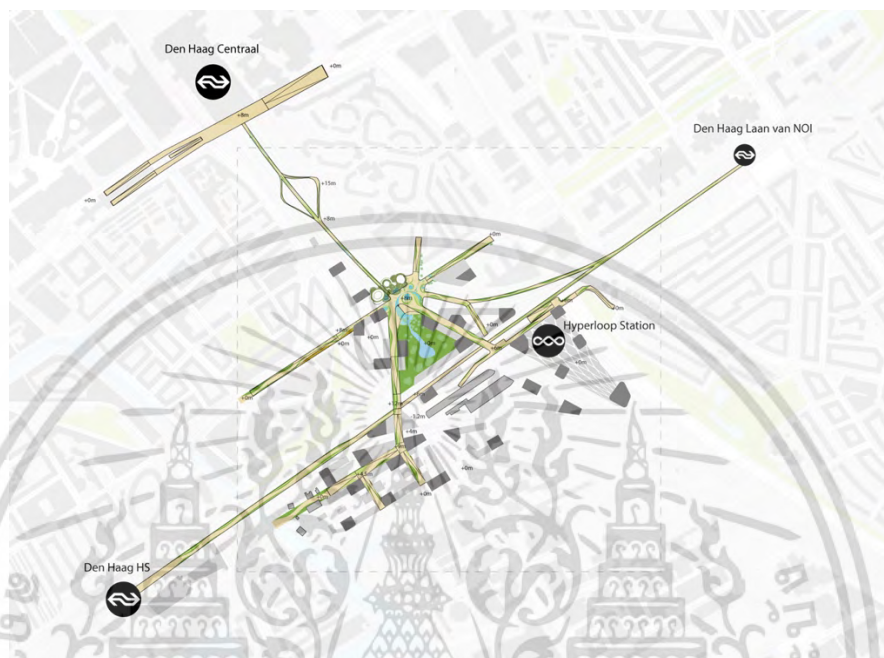 Den Haag Centraal
+0m
+8m
Den Haag Laan van NOI
+0m
+15m
+8m
+0m
Hyperloop Station
+0m
+0m
+0m
+0m
+0m
+0m
-12m
+0m
+0m
Den Haag HS